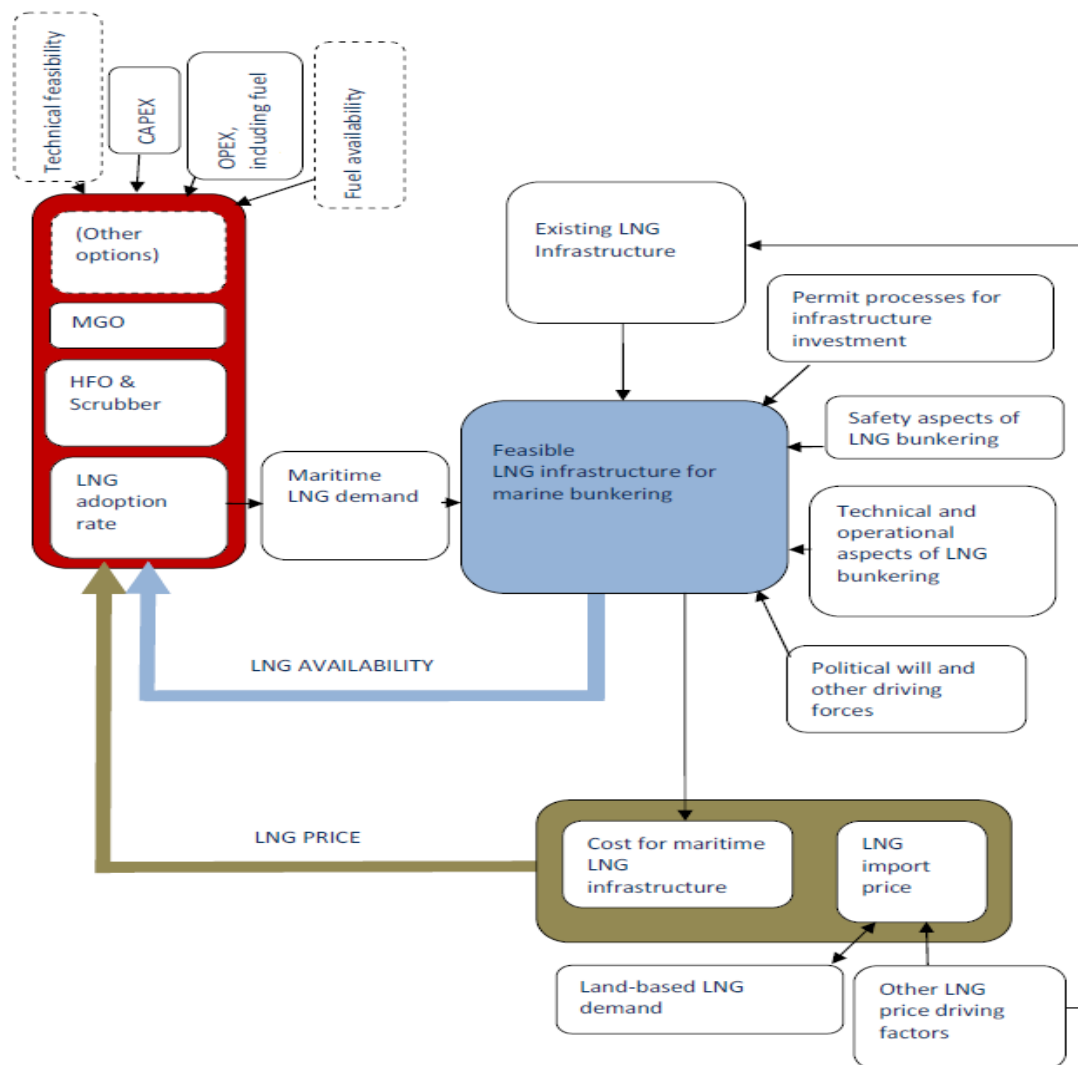 Technical feasibility
CAPEX
OPEX,
including fuel
Fuel availability
(Other
options)
MGO
HFO &
Scrubber
LNG
adoption
rate
Maritime
LNG demand
Existing LNG
Infrastructure
Feasible
LNG infrastructure for
marine bunkering
Permit processes for
infrastructure
investment
Safety aspects of
LNG bunkering
Technical and
operational
aspects of LNG
bunkering
Political will and
other driving
forces
LNG AVAILABILITY
LNG PRICE
Cost for maritime
LNG
infrastructure
LNG
import
price
Land-based LNG
demand
Other LNG
price driving
factors